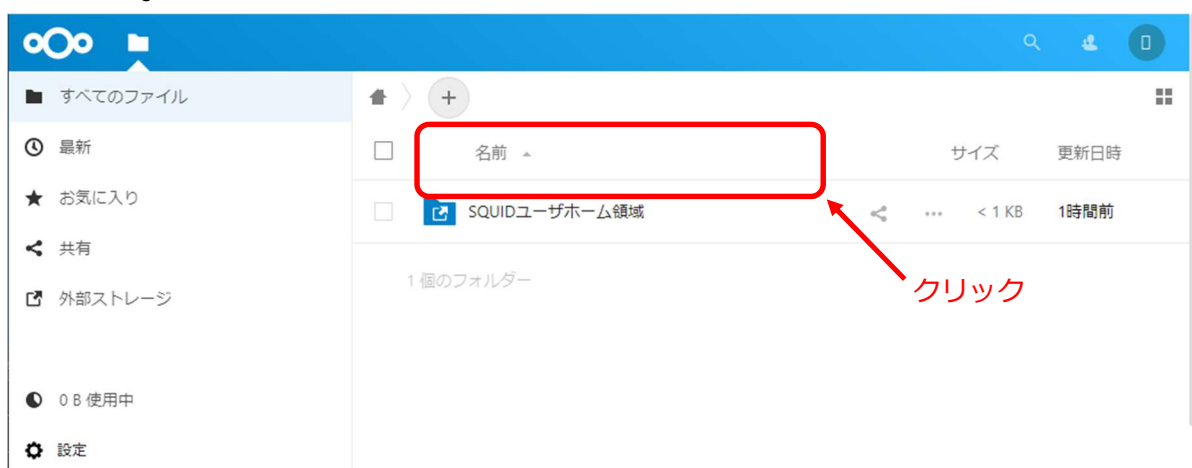 すべてのファイル
最新
お気に入り
共有
外部ストレージ
0 B 使用中
設定
名前 サイズ 更新日時
SQUIDユーザホーム領域 < 1 KB 1時間前
1 個のフォルダー
クリック